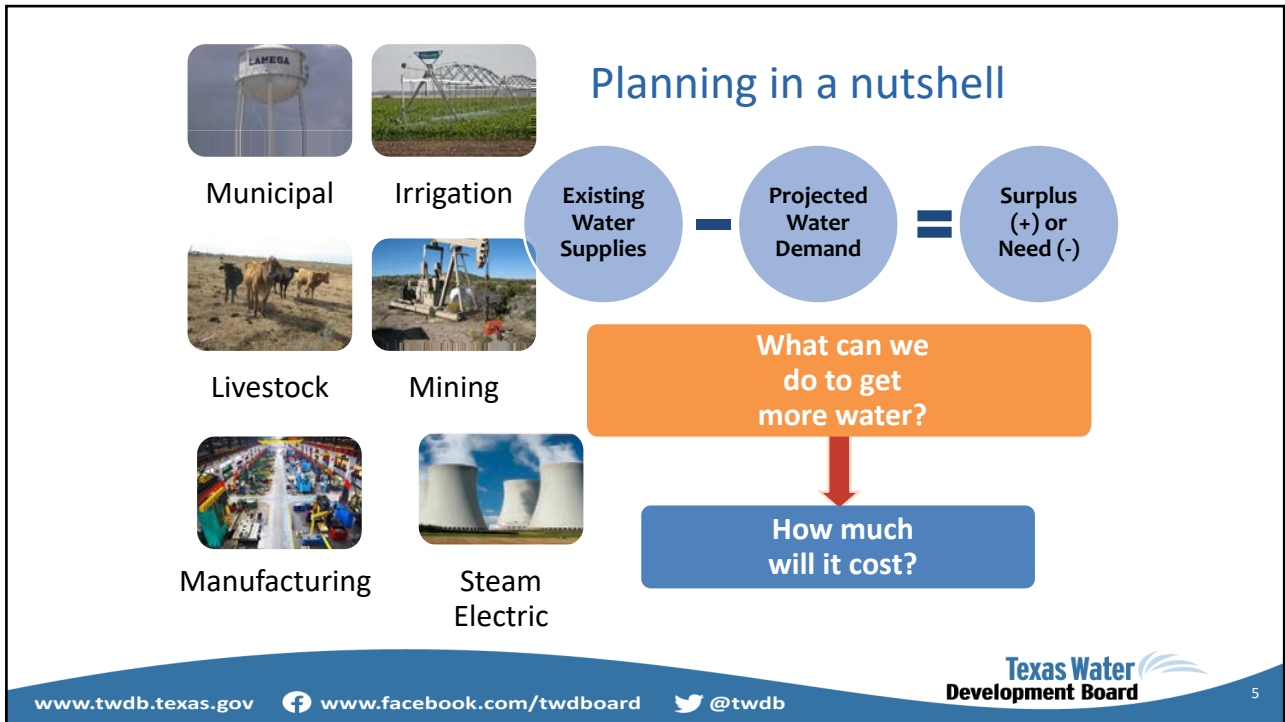 Planning in a nutshell
LAMESA
Municipal
Irrigation
Livestock
Mining
Manufacturing
Steam
Electric
Existing
Water
Supplies
Projected
Water
Demand
Surplus
(+) or
Need (-)
What can we
do to get
more water?
How much
will it cost?
www.twdb.texas.gov
www.facebook.com/twdboard
@twdb
Texas Water
Development Board
5